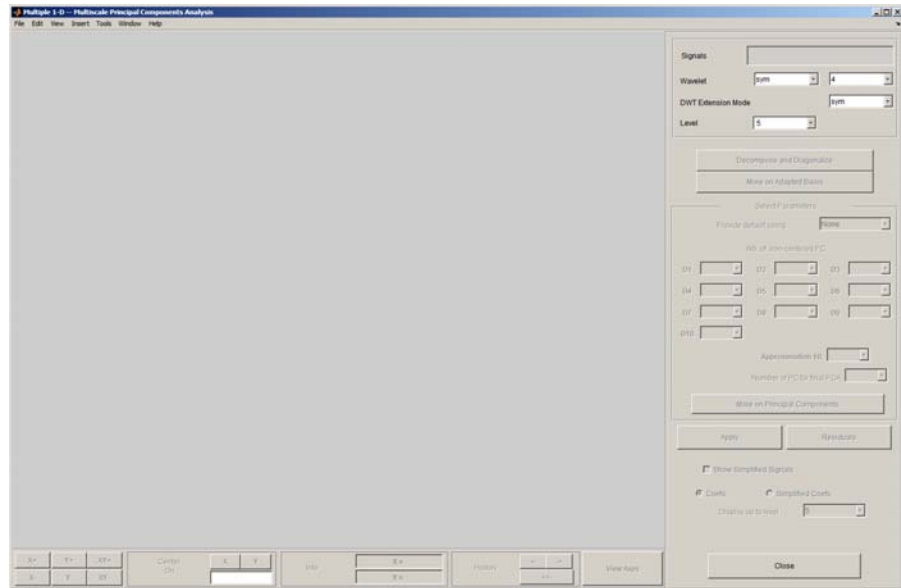 Multiple 1-D -- Multiscale Principal Components Analysis
File Edit View Insert Tools Window Help
Signals
Wavelet sym 4
DWT Extension Mode sym
Level 5
Decompose and Diagonalize
More on Adapted Basis
Select Parameters
Provide default using None
Nb. of non-centered PC
D1 D2 D3
D4 D5 D6
D7 D8 D9
D10
Approximation
Number of PC in final PCA
More on Principal Components
Apply Residuals
Show Simplified Signals
Coefs Simplified Coefs
Display up to level 5
X+ Y+ XY+ Center On X Y Info X = History View Axes
X- Y- XY- Y =
Close